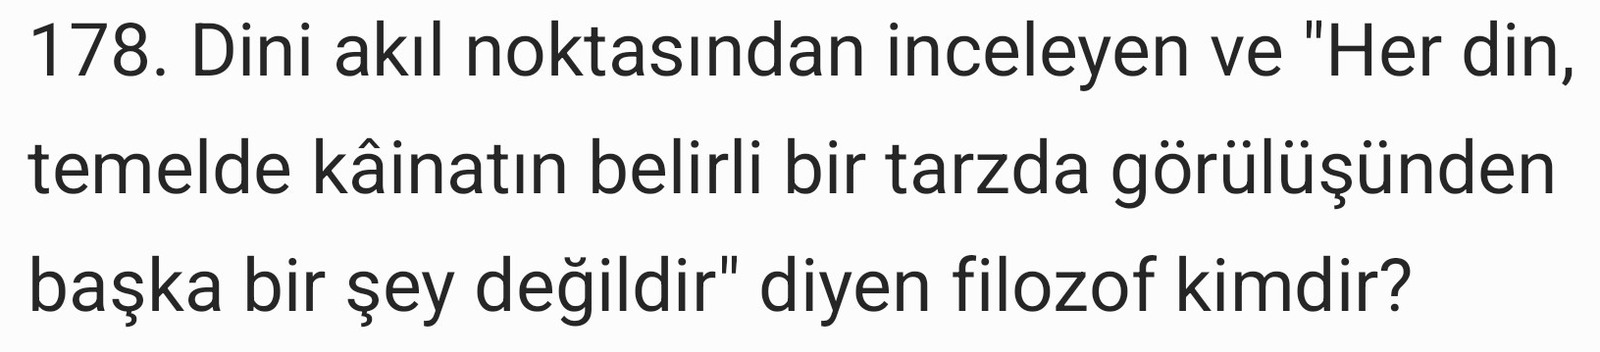 178. Dini akıl noktasından inceleyen ve "Her din,
temelde kâinatın belirli bir tarzda görülüşünden
başka bir şey değildir" diyen filozof kimdir?